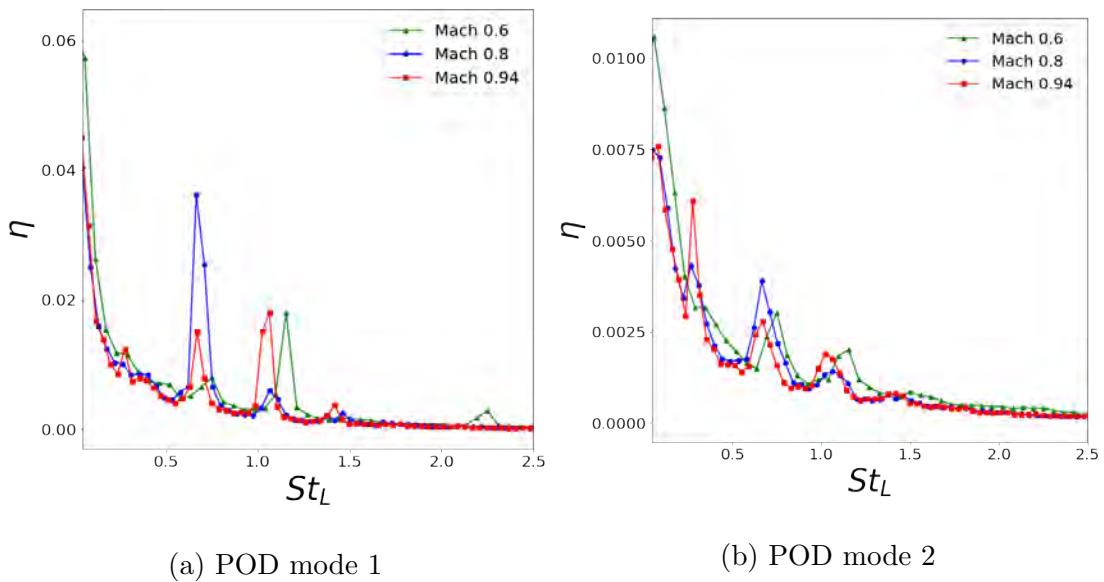 Mach 0.6
Mach 0.8
Mach 0.94
0.06
0.04
0.02
0.00
η
0.5
1.0
1.5
2.0
2.5
St_L
(a) POD mode 1
Mach 0.6
Mach 0.8
Mach 0.94
0.0100
0.0075
0.0050
0.0025
0.0000
η
0.5
1.0
1.5
2.0
2.5
St_L
(b) POD mode 2